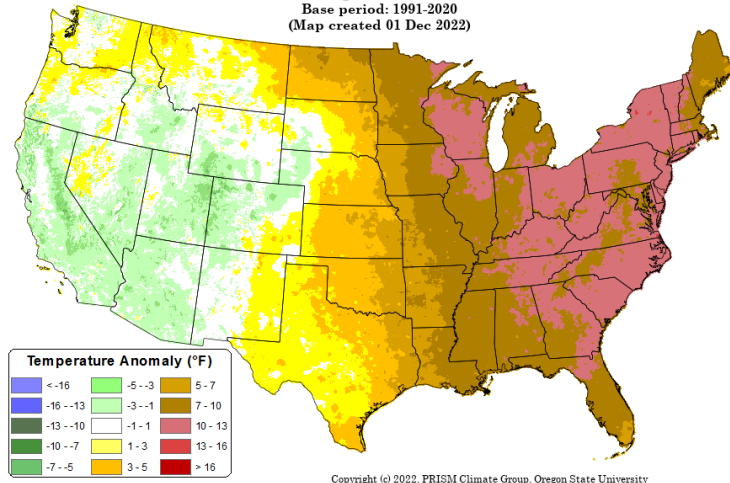 Base period: 1991-2020
(Map created 01 Dec 2022)
Temperature Anomaly (°F)
< -16 -5 - -3 5 - 7
-16 - -13 -3 - -1 7 - 10
-13 - -10 -1 - 1 10 - 13
-10 - -7 1 - 3 13 - 16
-7 - -5 3 - 5 > 16
Copyright (c) 2022, PRISM Climate Group, Oregon State University